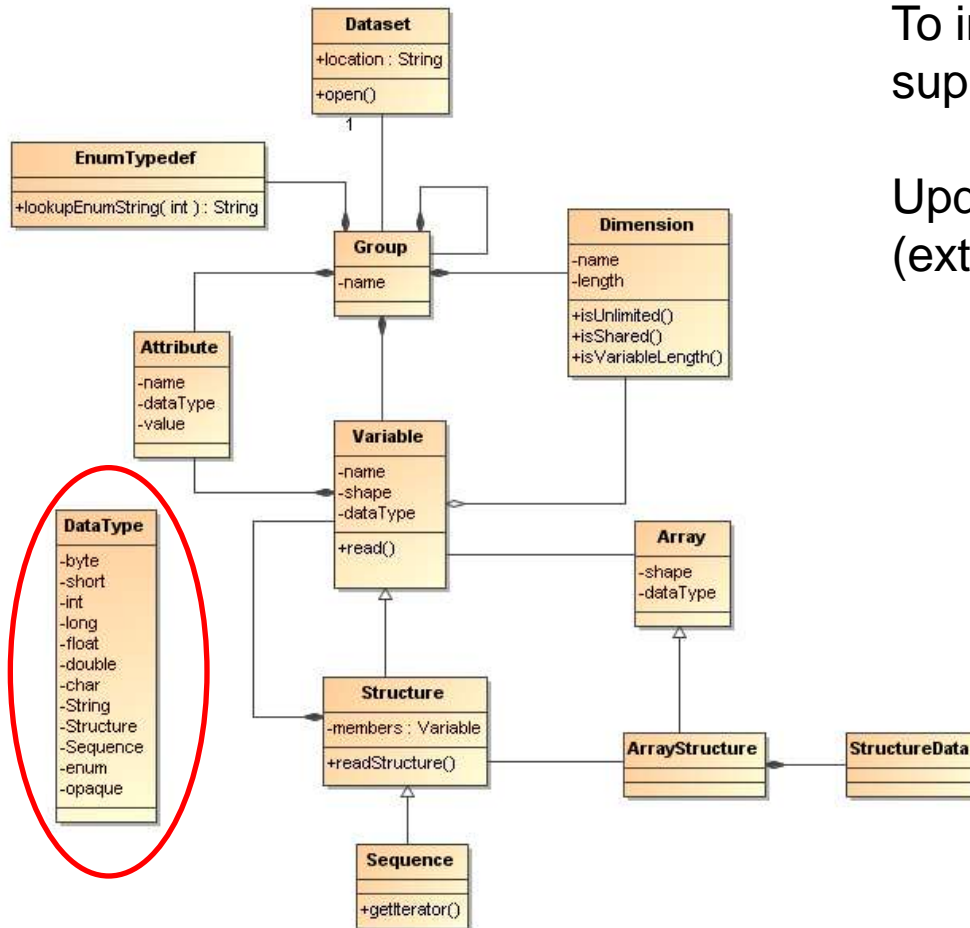 Dataset
+location : String
+open()
1
To
sup
EnumTypedef
+lookupEnumString( int ) : String
Upd
(ext
Group
-name
Dimension
-name
-length
+isUnlimited()
+isShared()
+isVariableLength()
Attribute
-name
-dataType
-value
Variable
-name
-shape
-dataType
+read()
DataType
-byte
-short
-int
-long
-float
-double
-char
-String
-Structure
-Sequence
-enum
-opaque
Array
-shape
-dataType
Structure
-members : Variable
+readStructure()
ArrayStructure
StructureData
Sequence
+getIterator()